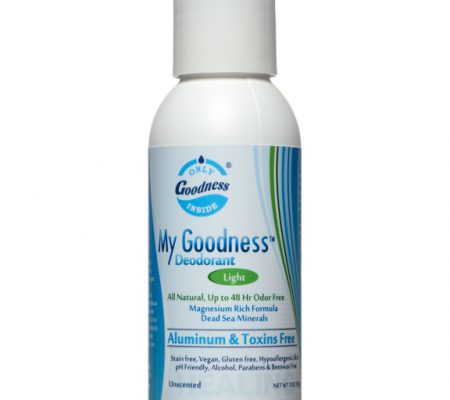 ONLY
Goodness®
INSIDE
My Goodness™
Deodorant
Light
All Natural, Up to 48 Hr Odor Free
Magnesium Rich Formula
Dead Sea Minerals
Aluminum & Toxins Free
Stain free, Vegan, Gluten free, Hypoallergenic, Skin
pH Friendly, Alcohol, Parabens & Beeswax Free
Unscented
NET WT